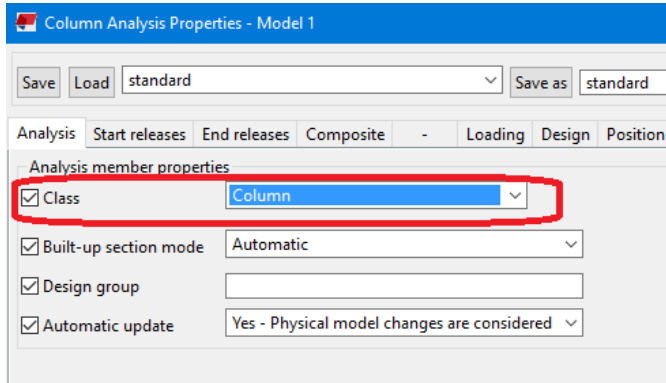 Column Analysis Properties - Model 1
Save Load standard Save as standard
Analysis Start releases End releases Composite - Loading Design Position
Analysis member properties
Class Column
Built-up section mode Automatic
Design group
Automatic update Yes - Physical model changes are considered